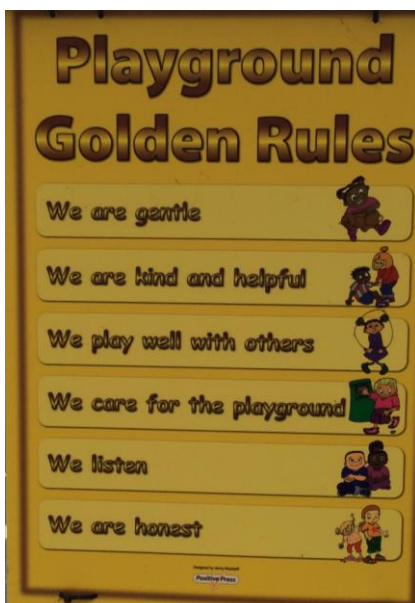 Playground
Golden Rules
We are gentle
We are kind and helpful
We play well with others
We care for the playground
We listen
We are honest
Positive Press